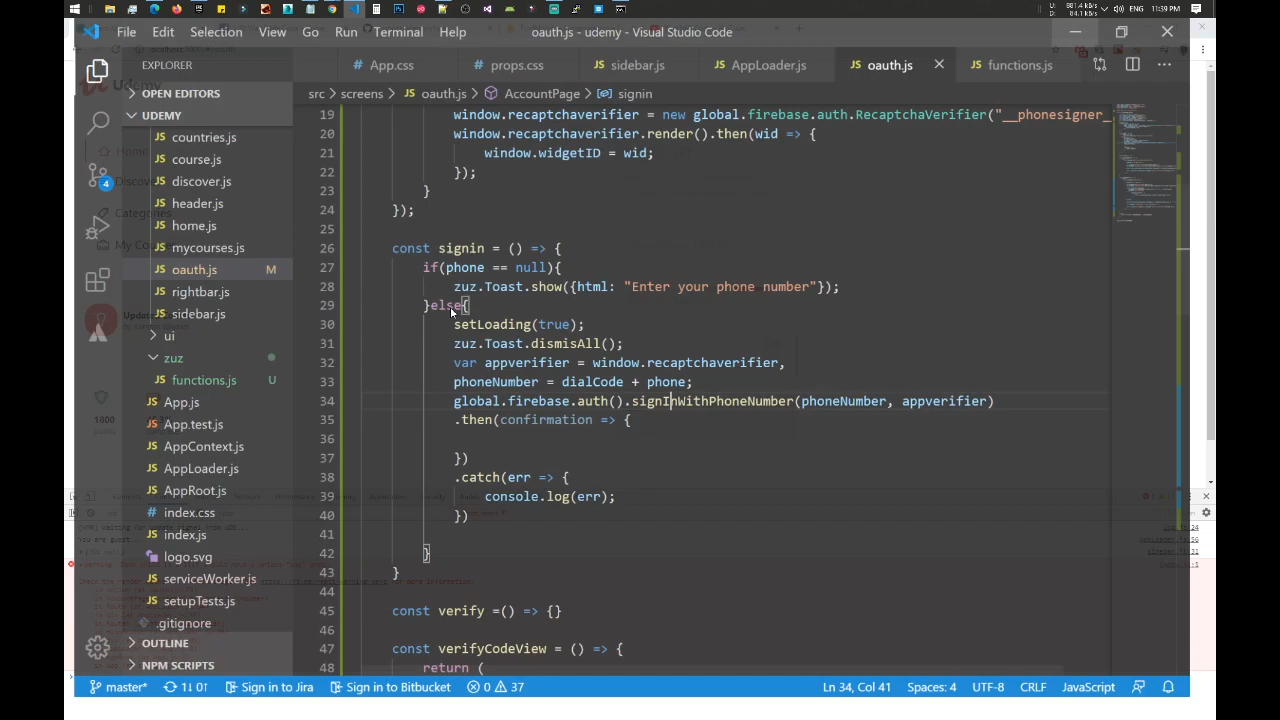 981.4 kb/s
84.1 kb/s
ENG 11:39 PM
File Edit Selection View Go Run Terminal Help
oauth.js - udemy - Visual Studio Code
EXPLORER
App.css
props.css
sidebar.js
AppLoader.js
oauth.js
functions.js
OPEN EDITORS
UDEMY
countries.js
course.js
discover.js
header.js
home.js
mycourses.js
oauth.js M
rightbar.js
sidebar.js
ui
zuz
functions.js U
App.js
App.test.js
AppContext.js
AppLoader.js
AppRoot.js
index.css
index.js
logo.svg
serviceWorker.js
setupTests.js
.gitignore
OUTLINE
NPM SCRIPTS
4
src > screens > oauth.js > AccountPage > signin
19 window.recaptchaverifier = new global.firebase.auth.RecaptchaVerifier("__phonesigner_
20 window.recaptchaverifier.render().then(wid => {
21 window.widgetID = wid;
22 });
23 }
24 });
25
26 const signin = () => {
27 if(phone == null){
28 zuz.Toast.show({html: "Enter your phone number"});
29 }else{
30 setLoading(true);
31 zuz.Toast.dismisAll();
32 var appverifier = window.recaptchaverifier,
33 phoneNumber = dialCode + phone;
34 global.firebase.auth().signInWithPhoneNumber(phoneNumber, appverifier)
35 .then(confirmation => {
36
37 })
38 .catch(err => {
39 console.log(err);
40 })
41
42 }
43 }
44
45 const verify =() => {}
46
47 const verifyCodeView = () => {
48 return (
master* 1↓ 0↑ Sign in to Jira Sign in to Bitbucket 0 37 Ln 34, Col 41 Spaces: 4 UTF-8 CRLF JavaScript